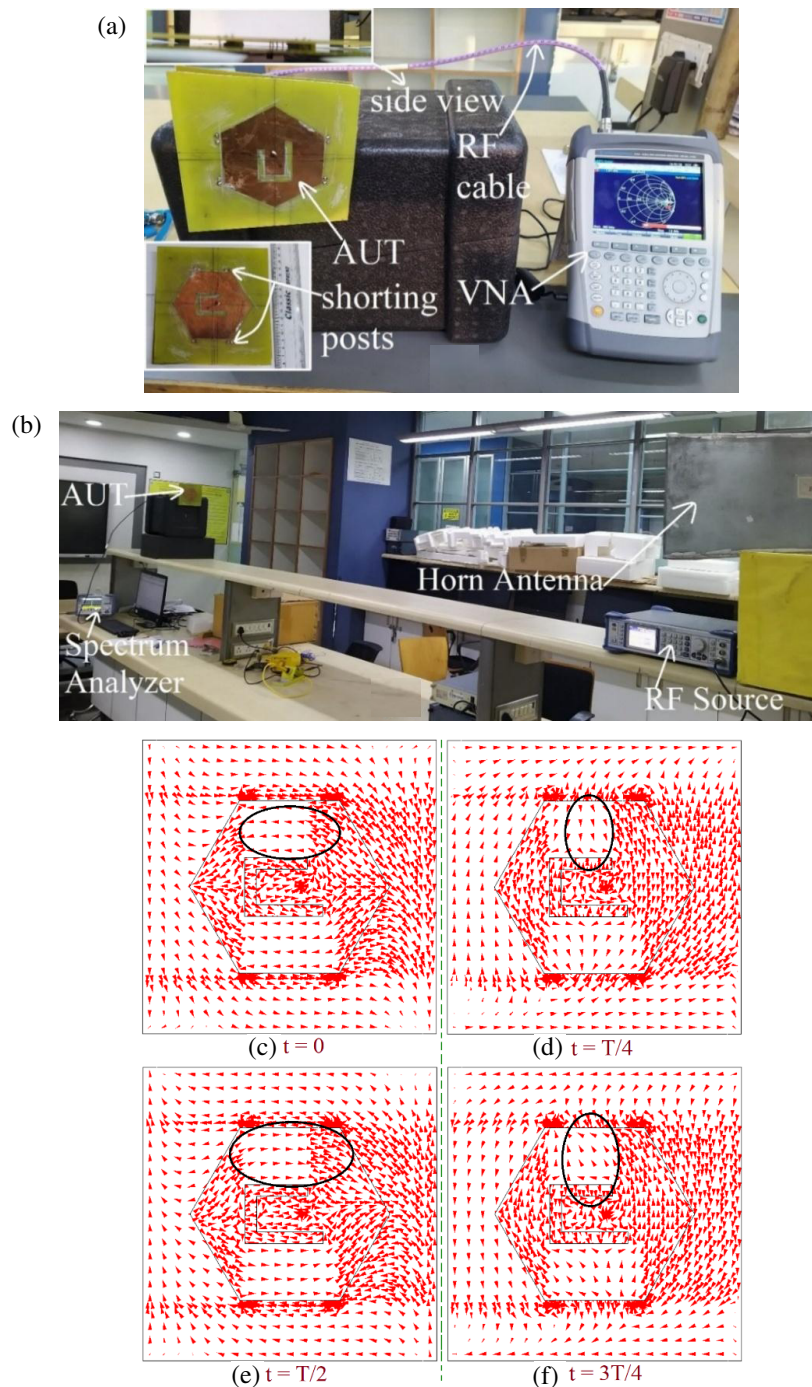 (a)
side view
RF
cable
AUT
shorting
posts
VNA
Classic
(b)
AUT
Horn Antenna
Spectrum
Analyzer
RF Source
(c) t = 0
(d) t = T/4
(e) t = T/2
(f) t = 3T/4